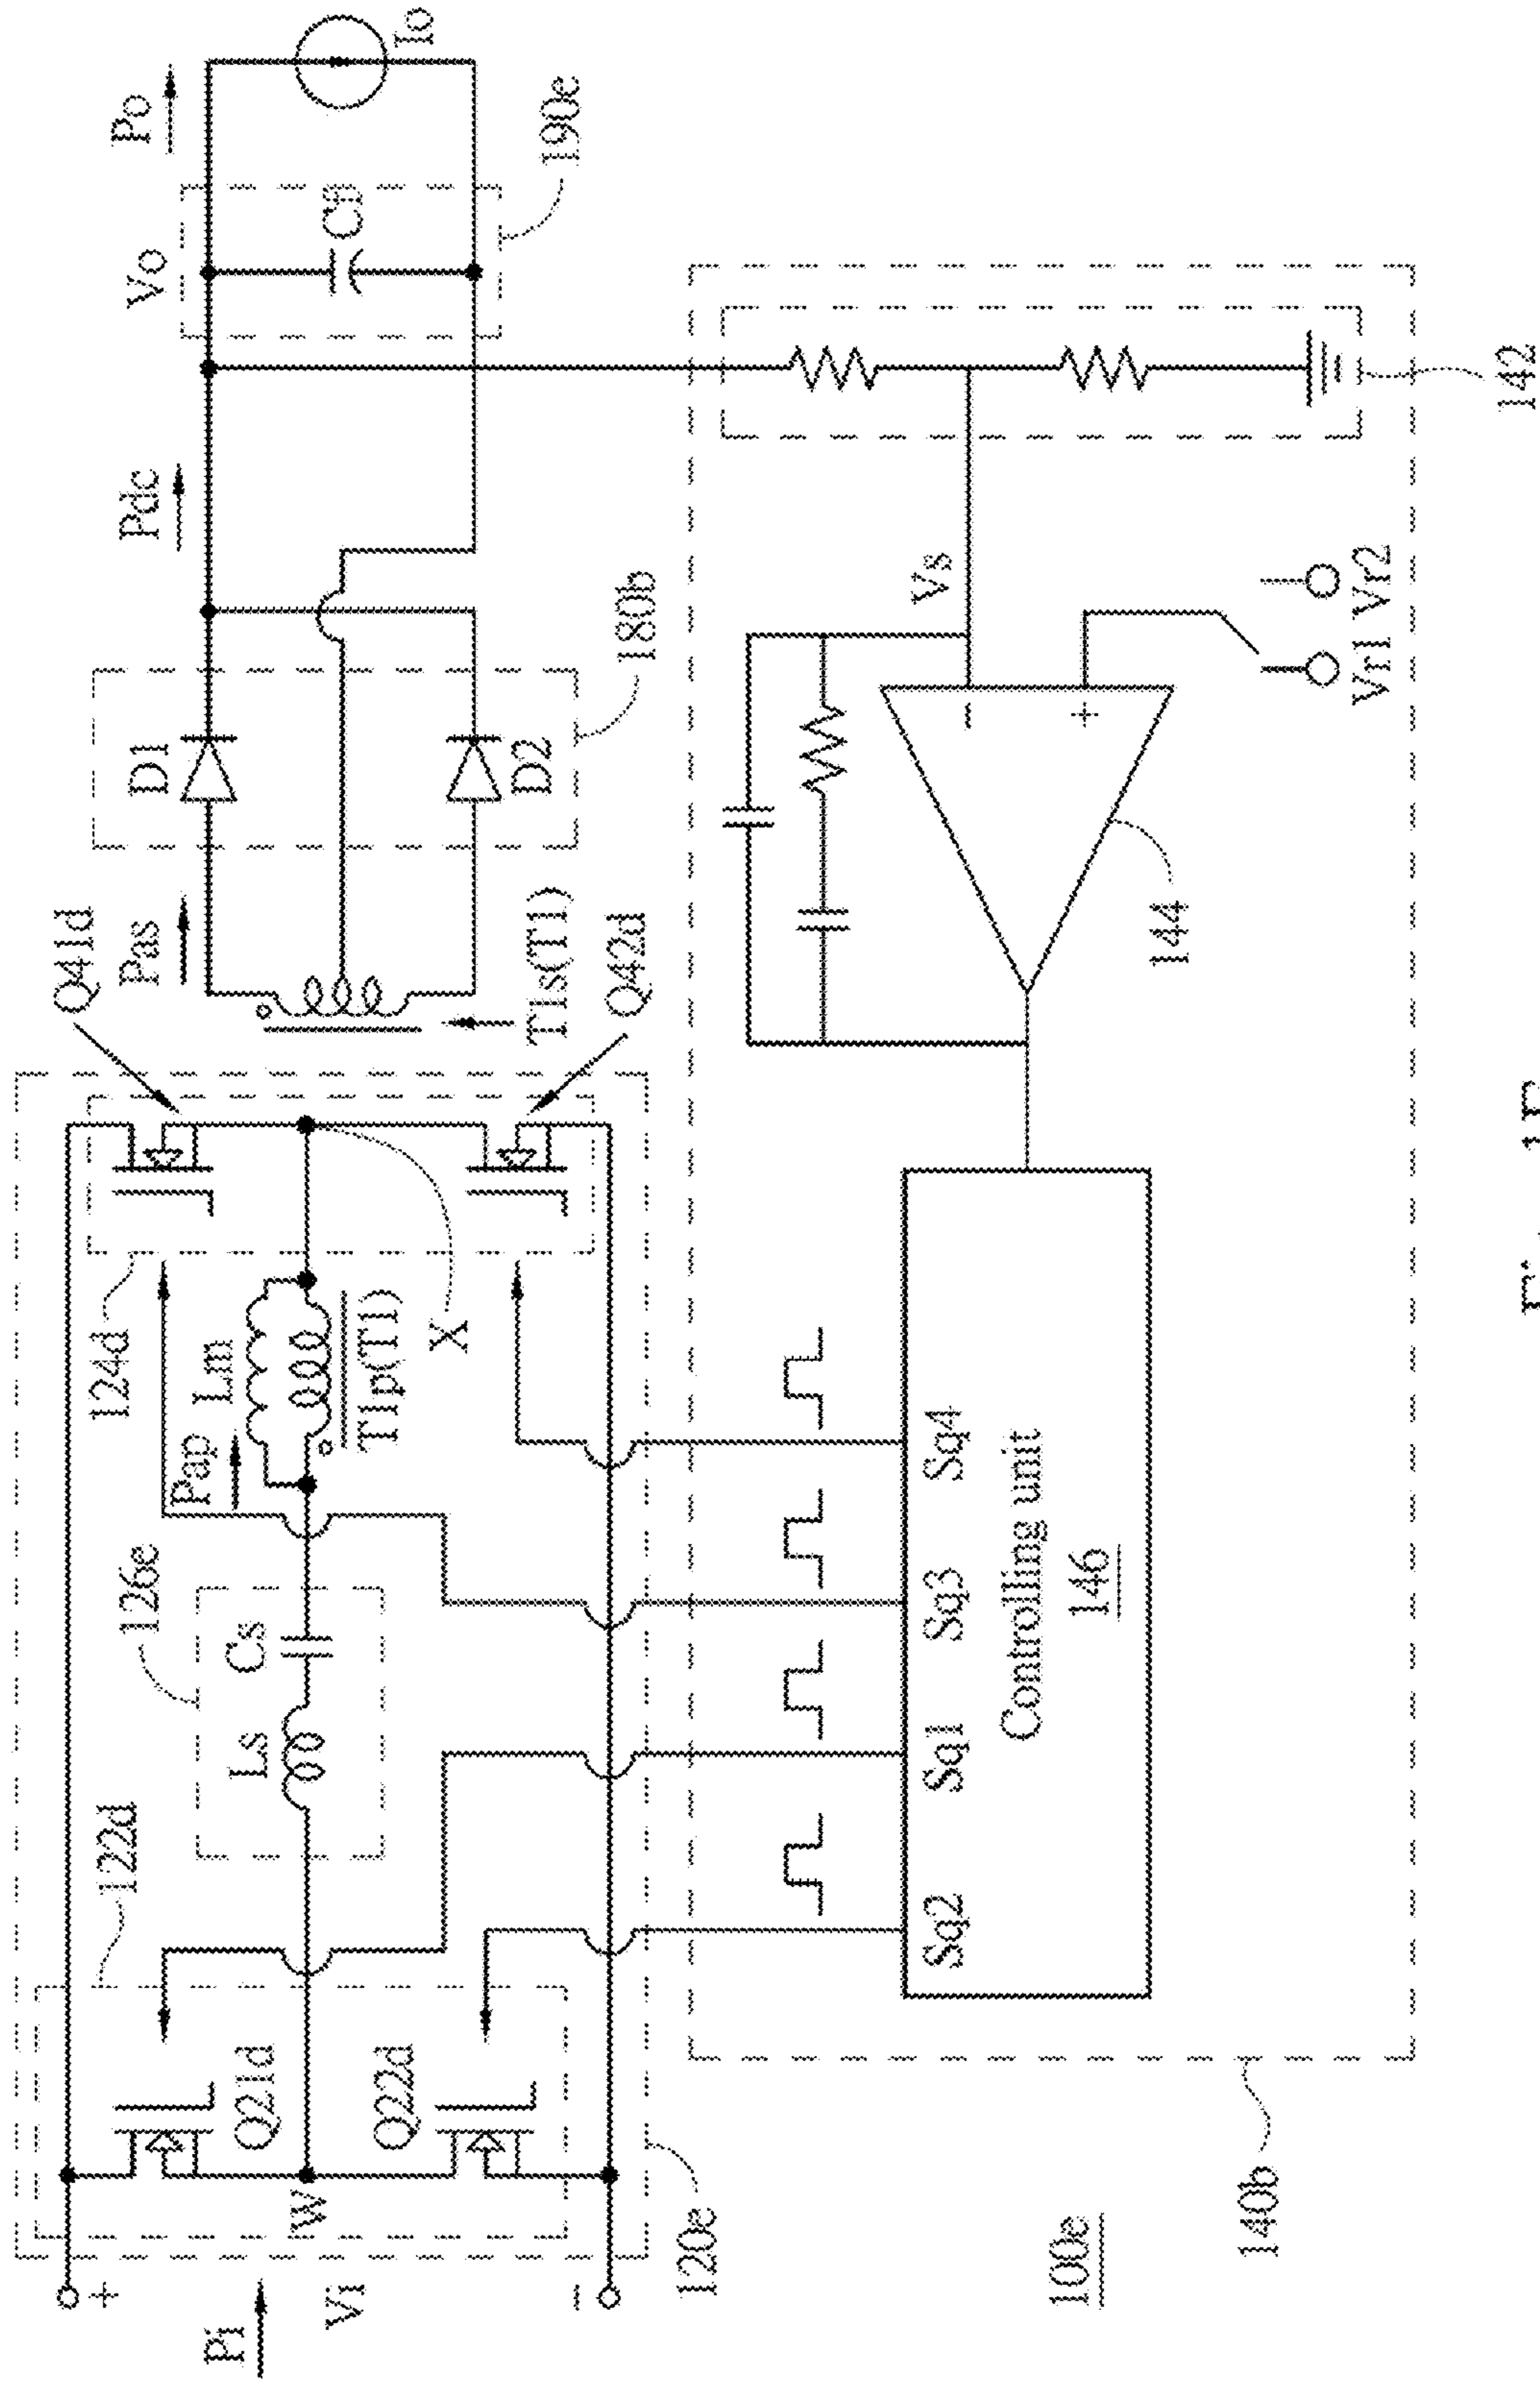 Pi
+
Vi
−
W
Q21d
Q22d
122d
Ls
Cs
126e
Pap
Lm
T1p(T1)
124d
X
Q41d
Q42d
120e
Pas
T1s(T1)
D1
D2
180b
Pdc
Vo
190e
Po
Io
Sq2
Sq1
Sq3
Sq4
Controlling unit
146
144
−
+
Vs
Vr1
Vr2
142
140b
100e